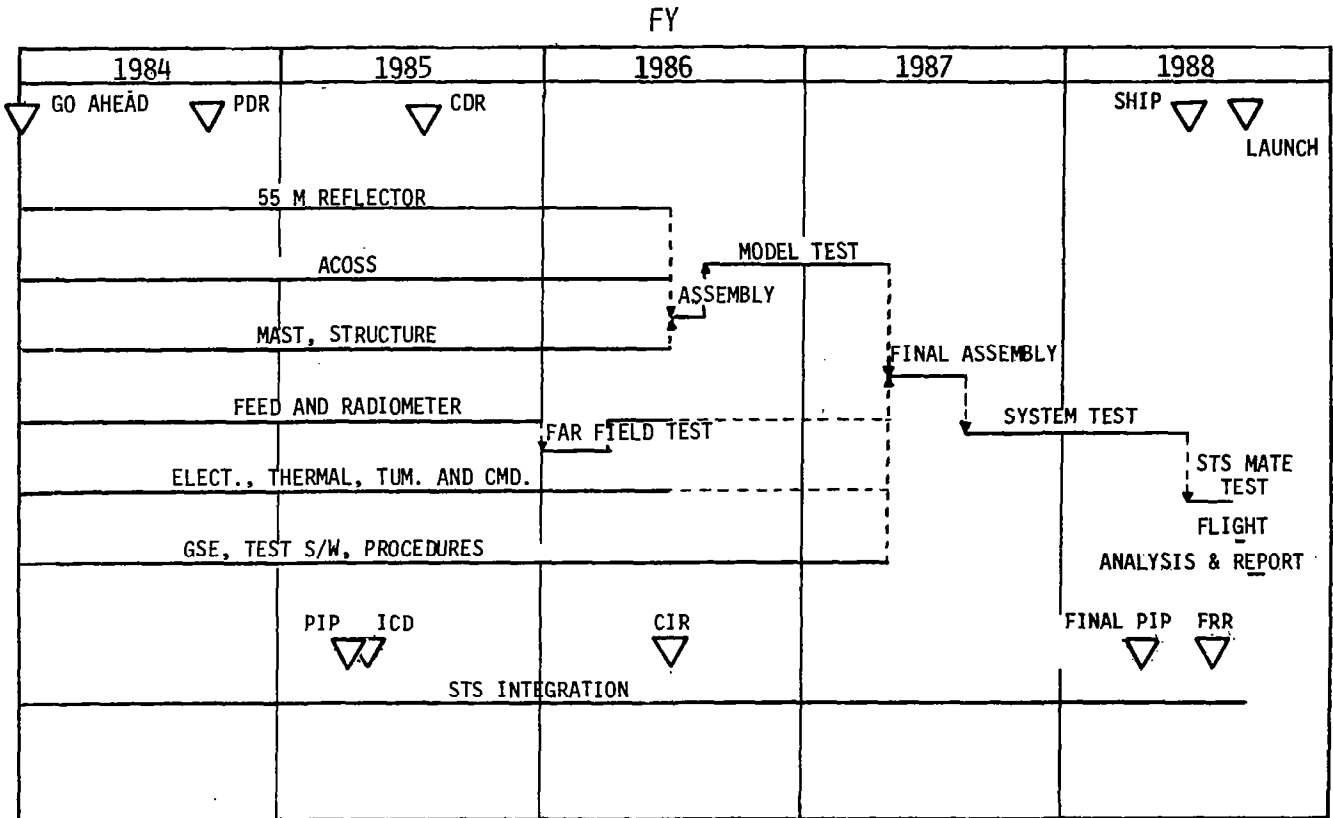 FY
1984 1985 1986 1987 1988
GO AHEAD PDR CDR SHIP
LAUNCH
55 M REFLECTOR
MODEL TEST
ACOSS
ASSEMBLY
MAST, STRUCTURE
FINAL ASSEMBLY
FEED AND RADIOMETER
SYSTEM TEST
FAR FIELD TEST
STS MATE
TEST
ELECT., THERMAL, TUM. AND CMD.
FLIGHT
GSE, TEST S/W, PROCEDURES
ANALYSIS & REPORT
PIP ICD CIR FINAL PIP FRR
STS INTEGRATION